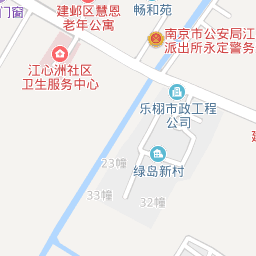 建邺区慧恩
老年公寓
畅和苑
门窗
南京市公安局江
派出所永定警务
江心洲社区
卫生服务中心
乐栩市政工程
公司
绿岛新村
23幢
33幢
32幢